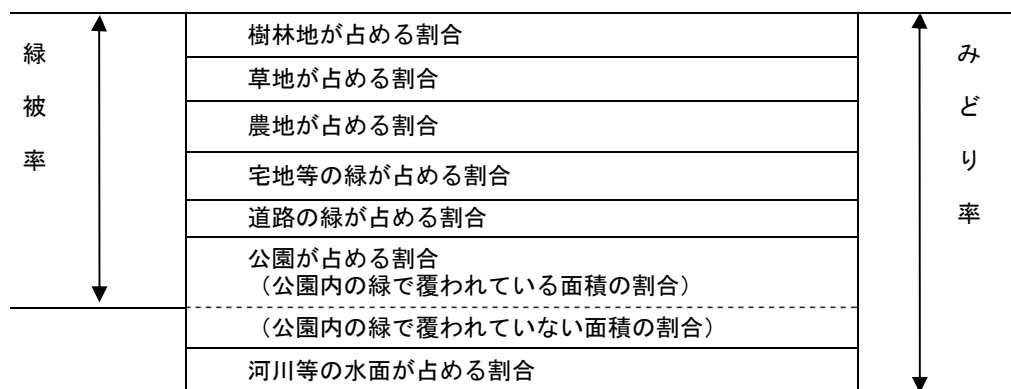 緑被率
樹林地が占める割合
草地が占める割合
農地が占める割合
宅地等の緑が占める割合
道路の緑が占める割合
公園が占める割合
（公園内の緑で覆われている面積の割合）
（公園内の緑で覆われていない面積の割合）
河川等の水面が占める割合
みどり率